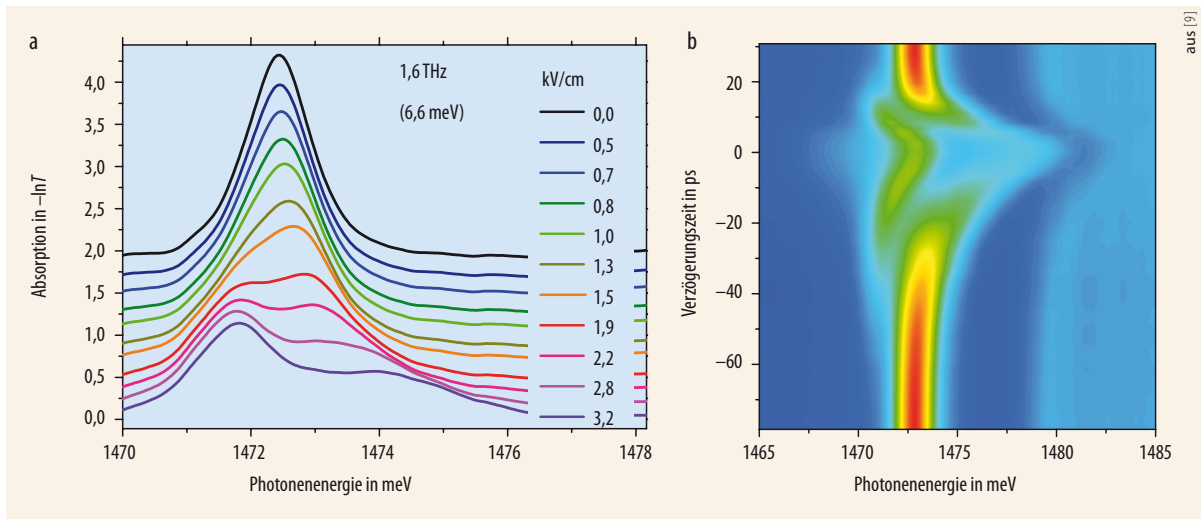 a
1,6 THz
(6,6 meV)
kV/cm
0,0
0,5
0,7
0,8
1,0
1,3
1,5
1,9
2,2
2,8
3,2
4,0
3,5
3,0
2,5
2,0
1,5
1,0
0,5
0,0
Absorption in –lnT
1470 1472 1474 1476 1478
Photonenenergie in meV
b
aus [9]
20
0
–20
–40
–60
Verzögerungszeit in ps
1465 1470 1475 1480 1485
Photonenenergie in meV